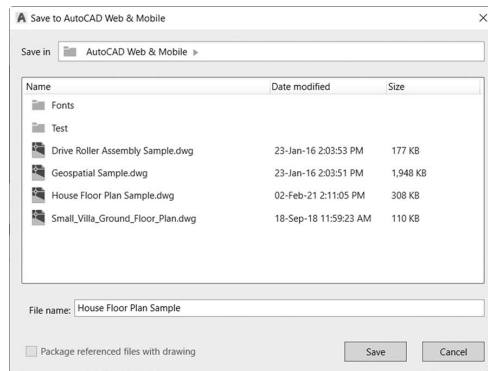 Save to AutoCAD Web & Mobile
Save in AutoCAD Web & Mobile
Name Date modified Size
Fonts
Test
Drive Roller Assembly Sample.dwg 23-Jan-16 2:03:53 PM 177 KB
Geospatial Sample.dwg 23-Jan-16 2:03:51 PM 1,948 KB
House Floor Plan Sample.dwg 02-Feb-21 2:11:05 PM 308 KB
Small_Villa_Ground_Floor_Plan.dwg 18-Sep-18 11:59:23 AM 110 KB
File name: House Floor Plan Sample
Package referenced files with drawing Save Cancel